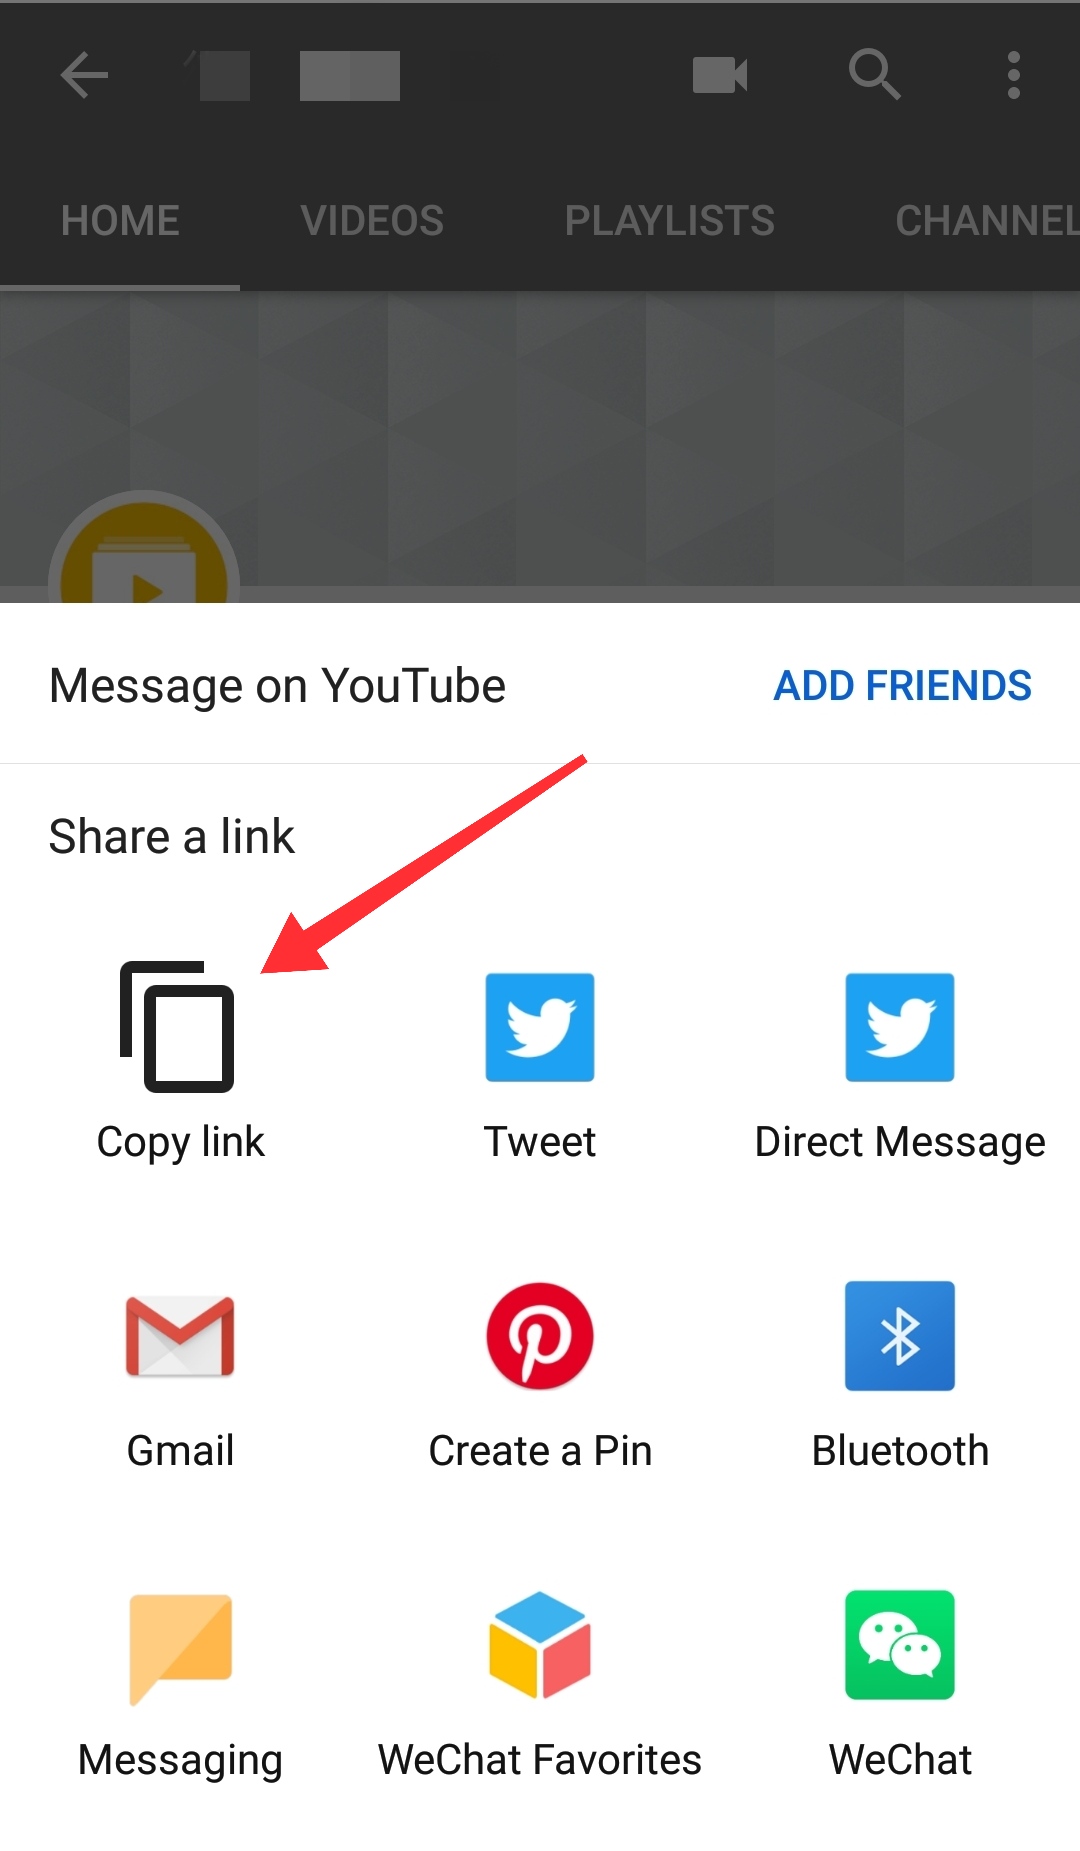 HOME VIDEOS PLAYLISTS CHANNEL
Message on YouTube ADD FRIENDS
Share a link
Copy link Tweet Direct Message
Gmail Create a Pin Bluetooth
Messaging WeChat Favorites WeChat